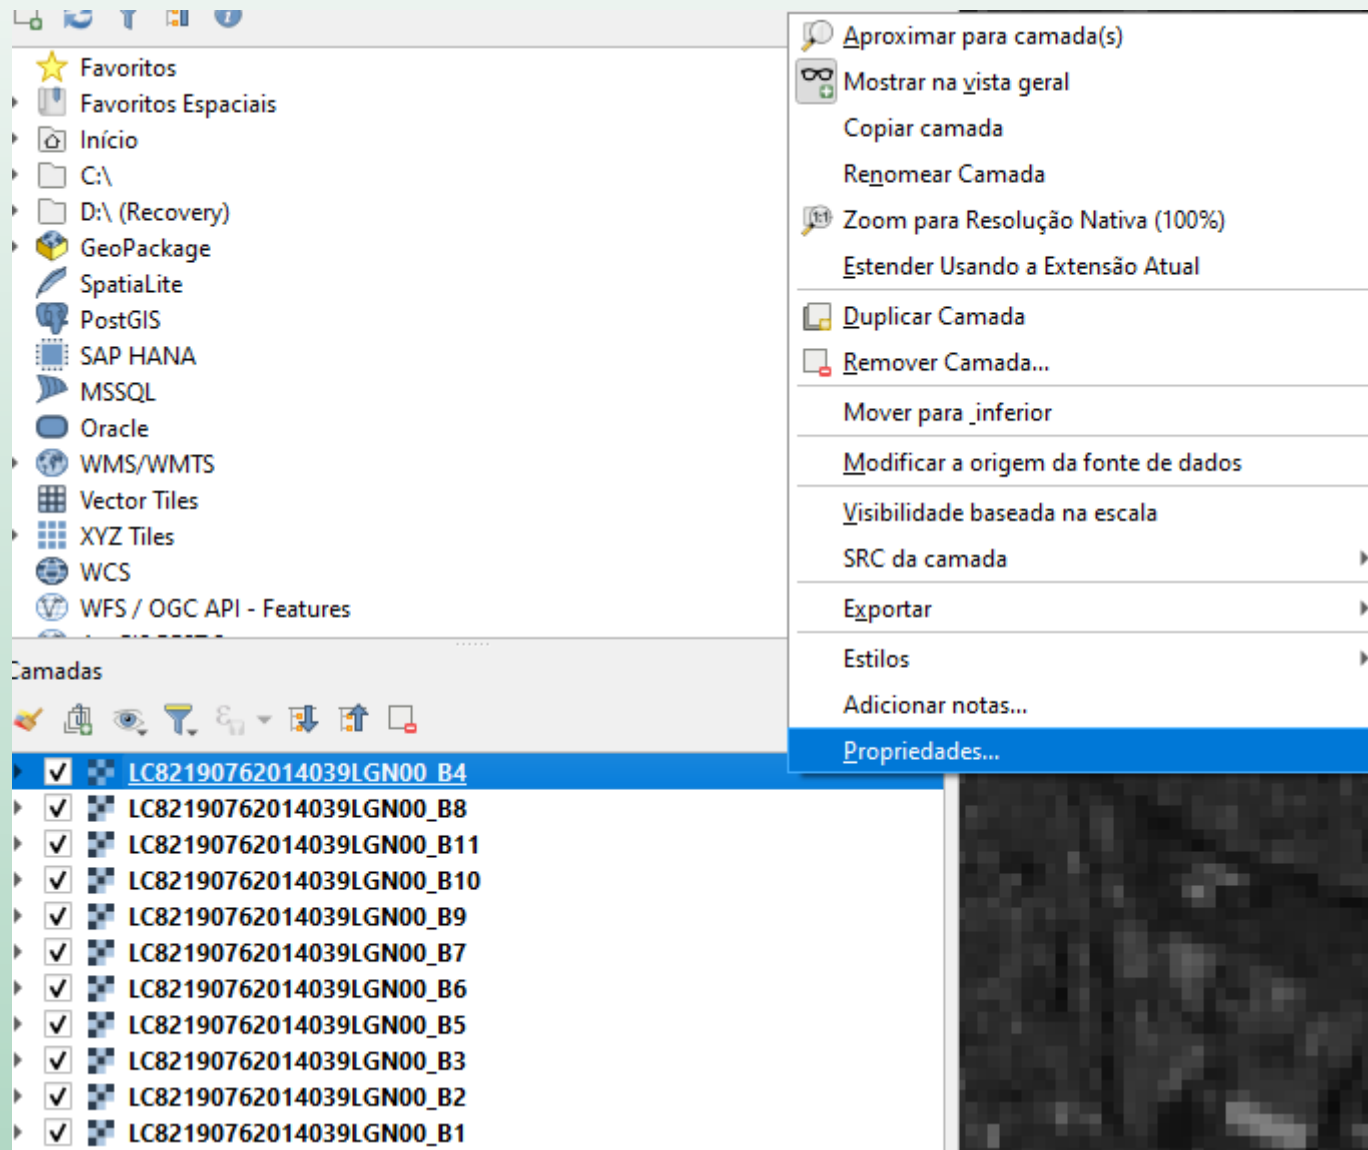 Favoritos
Favoritos Espaciais
Início
C:\
D:\ (Recovery)
GeoPackage
SpatiaLite
PostGIS
SAP HANA
MSSQL
Oracle
WMS/WMTS
Vector Tiles
XYZ Tiles
WCS
WFS / OGC API - Features
Camadas
LC82190762014039LGN00_B4
LC82190762014039LGN00_B8
LC82190762014039LGN00_B11
LC82190762014039LGN00_B10
LC82190762014039LGN00_B9
LC82190762014039LGN00_B7
LC82190762014039LGN00_B6
LC82190762014039LGN00_B5
LC82190762014039LGN00_B3
LC82190762014039LGN00_B2
LC82190762014039LGN00_B1
Aproximar para camada(s)
Mostrar na vista geral
Copiar camada
Renomear Camada
Zoom para Resolução Nativa (100%)
Estender Usando a Extensão Atual
Duplicar Camada
Remover Camada...
Mover para _inferior
Modificar a origem da fonte de dados
Visibilidade baseada na escala
SRC da camada
Exportar
Estilos
Adicionar notas...
Propriedades...